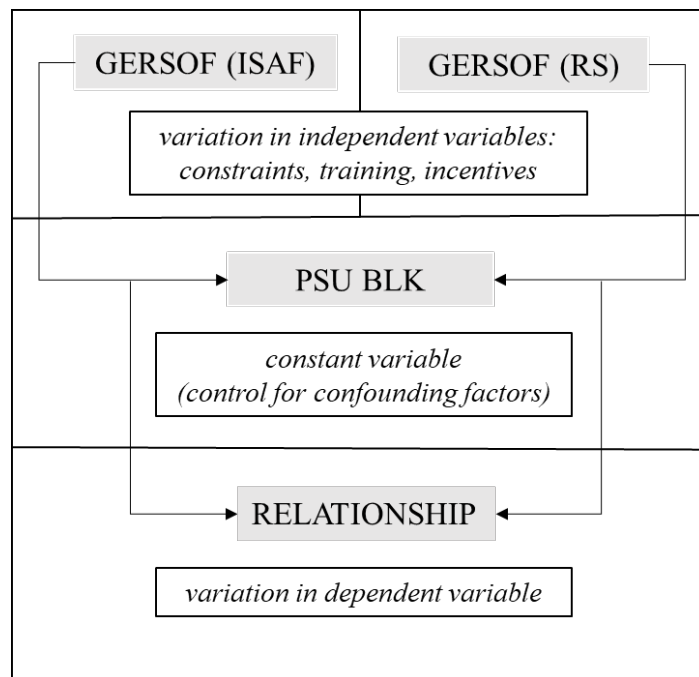 GERSOF (ISAF)
GERSOF (RS)
variation in independent variables:
constraints, training, incentives
PSU BLK
constant variable
(control for confounding factors)
RELATIONSHIP
variation in dependent variable